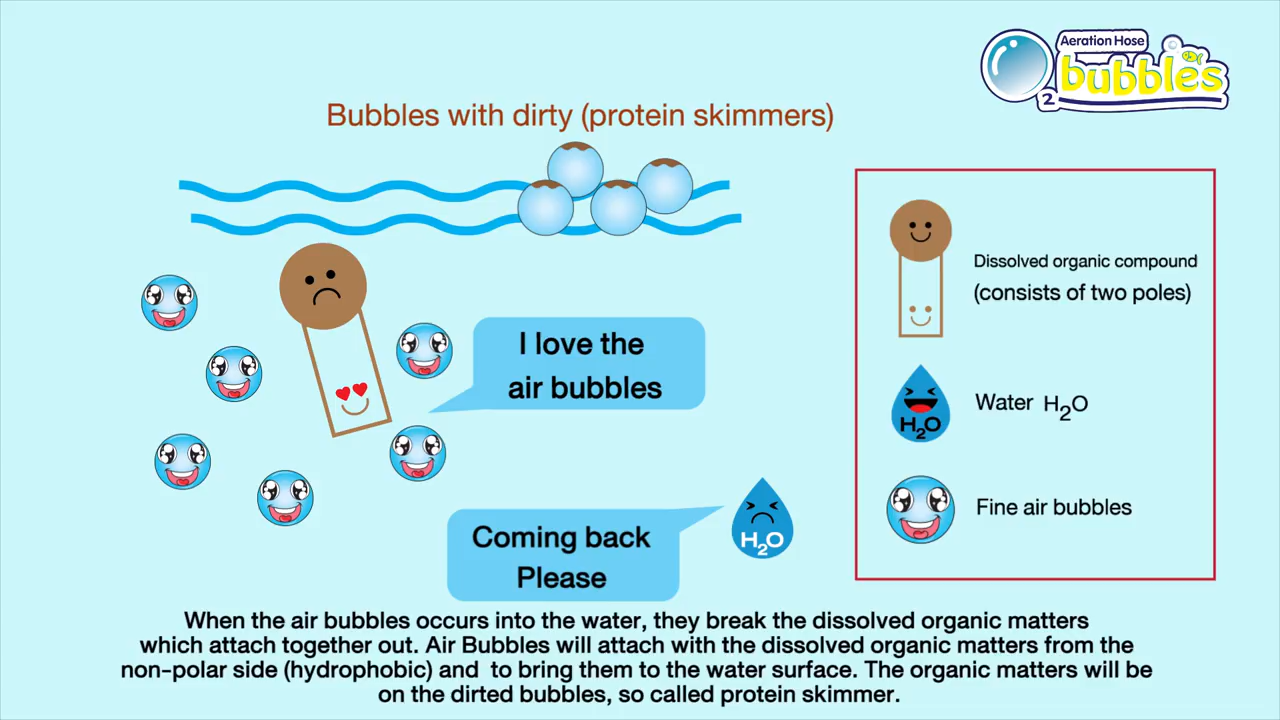 Aeration Hose
O2 bubbles
Bubbles with dirty (protein skimmers)
Dissolved organic compound
(consists of two poles)
I love the
air bubbles
H2O
Water H2O
Fine air bubbles
Coming back
Please
H2O
When the air bubbles occurs into the water, they break the dissolved organic matters
which attach together out. Air Bubbles will attach with the dissolved organic matters from the
non-polar side (hydrophobic) and to bring them to the water surface. The organic matters will be
on the dirted bubbles, so called protein skimmer.